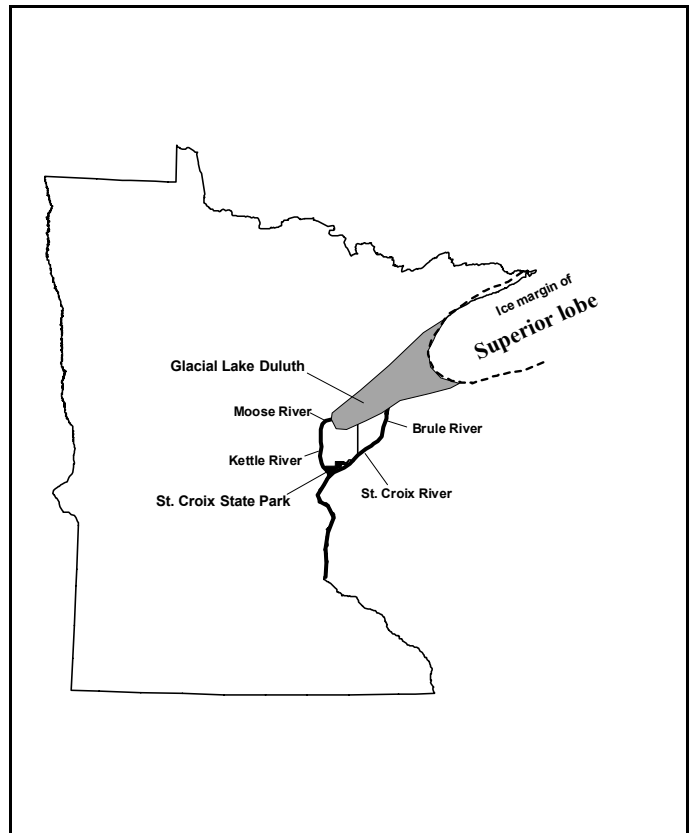 Ice margin of
Superior lobe
Glacial Lake Duluth
Moose River
Brule River
Kettle River
St. Croix River
St. Croix State Park